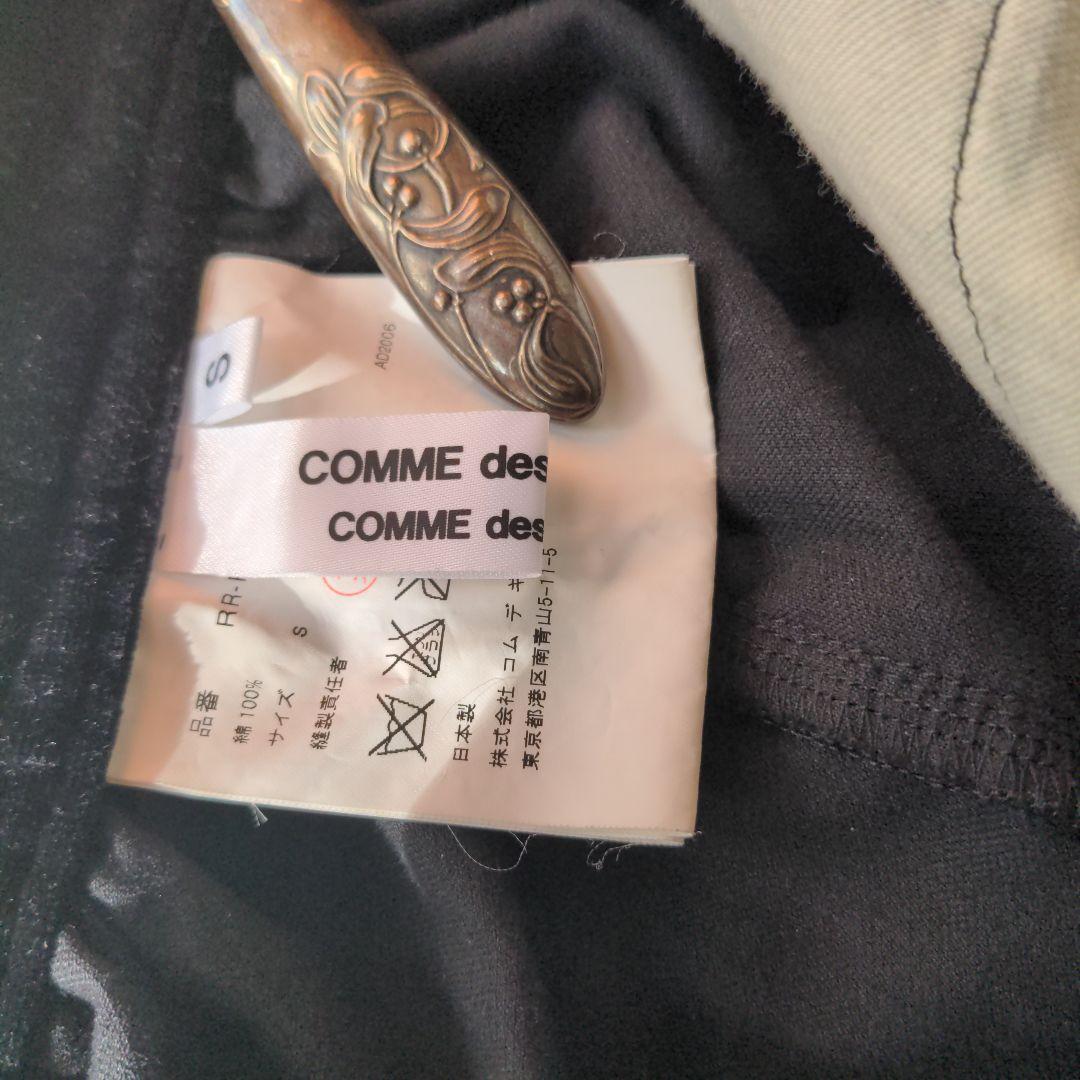 S
COMME des
COMME des
AD2006
品番 RR-
綿 100%
サイズ S
縫製責任者
日本製
株式会社 コム デ
東京都港区南青山5-11-5